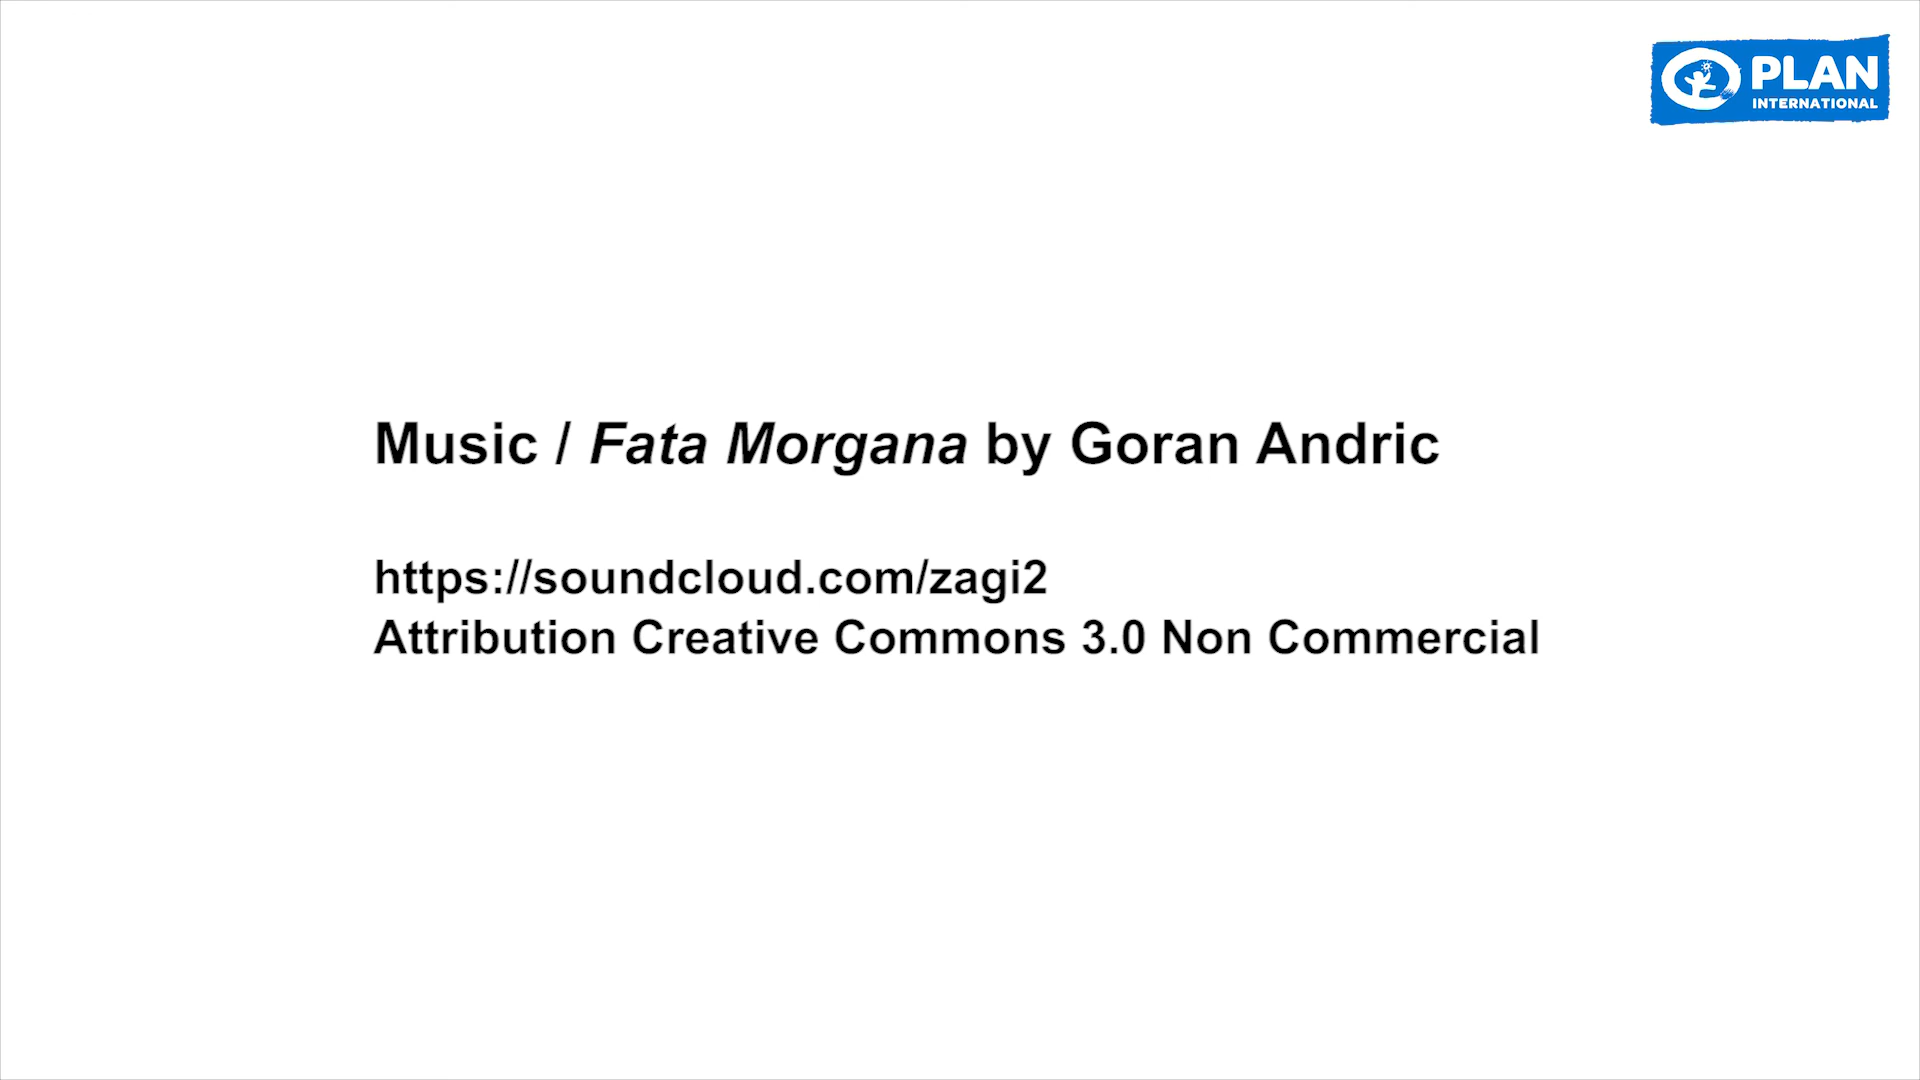 PLAN
INTERNATIONAL
Music / Fata Morgana by Goran Andric
https://soundcloud.com/zagi2
Attribution Creative Commons 3.0 Non Commercial